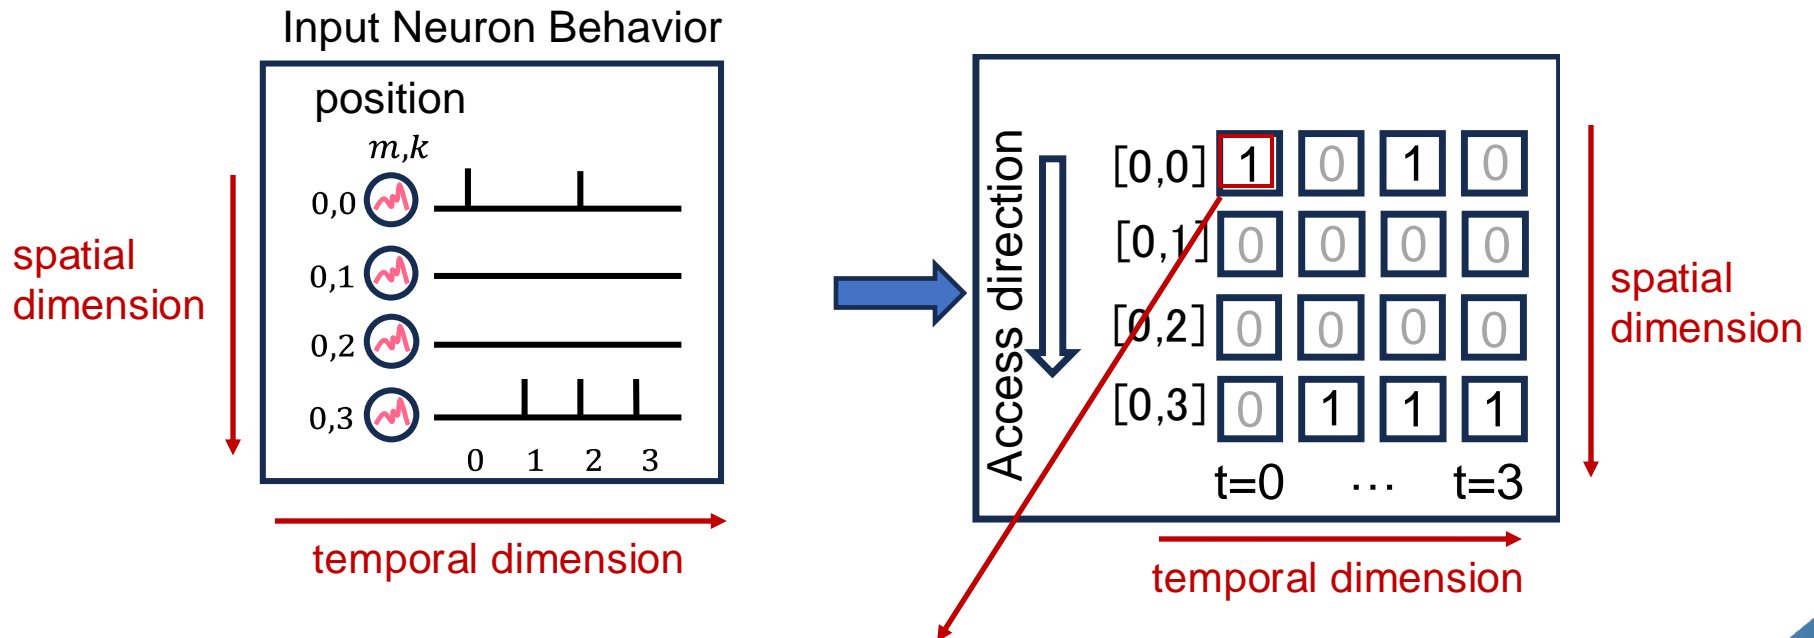 Input Neuron Behavior
position
m,k
0,0
0,1
0,2
0,3
0 1 2 3
spatial
dimension
temporal dimension
Access direction
[0,0] 1 0 1 0
[0,1] 0 0 0 0
[0,2] 0 0 0 0
[0,3] 0 1 1 1
t=0 ... t=3
spatial
dimension
temporal dimension